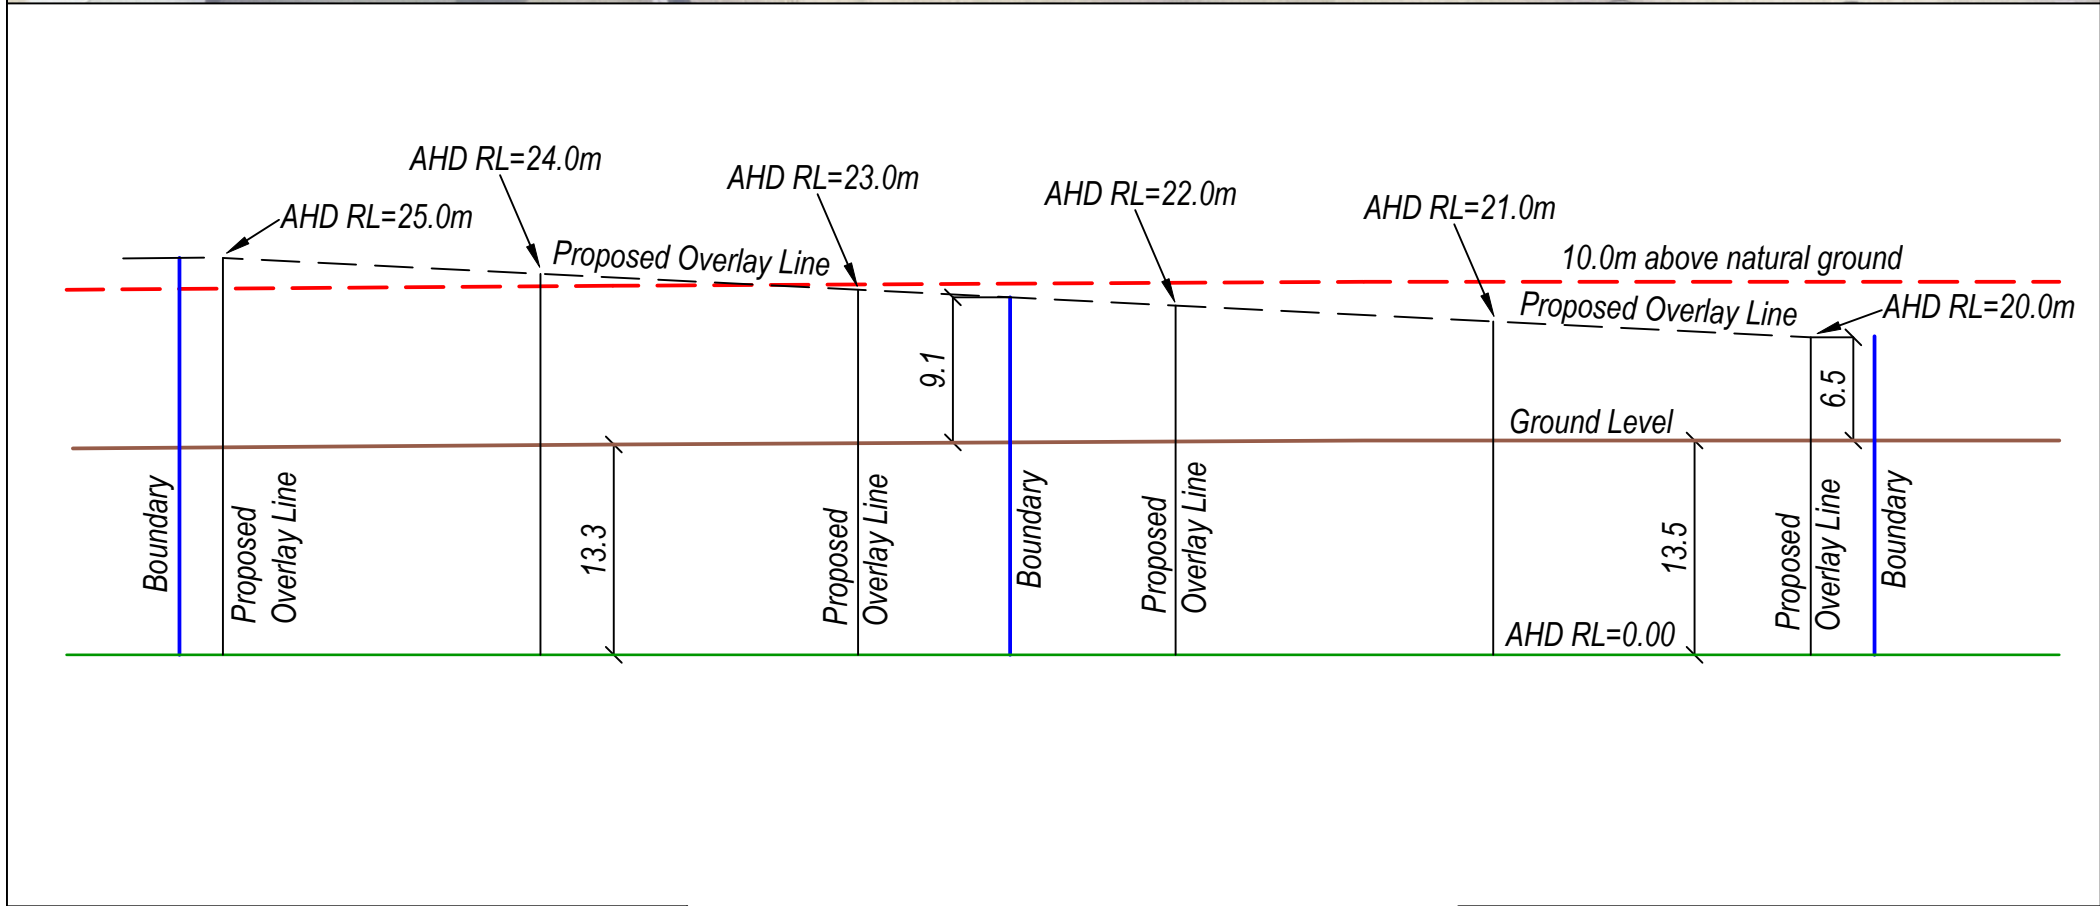 AHD RL=24.0m
AHD RL=23.0m
AHD RL=22.0m
AHD RL=21.0m
AHD RL=25.0m
Proposed Overlay Line
10.0m above natural ground
Proposed Overlay Line
AHD RL=20.0m
9.1
6.5
Ground Level
Boundary
Proposed
Overlay Line
13.3
Proposed
Overlay Line
Boundary
Proposed
Overlay Line
13.5
Proposed
Overlay Line
Boundary
AHD RL=0.00